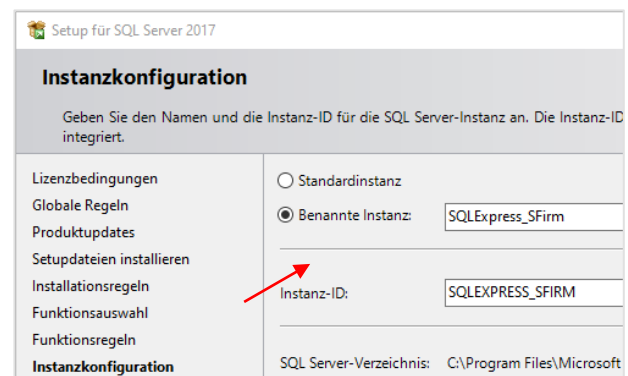 Setup für SQL Server 2017
Instanzkonfiguration
Geben Sie den Namen und die Instanz-ID für die SQL Server-Instanz an. Die Instanz-ID
integriert.
Lizenzbedingungen
Globale Regeln
Produktupdates
Setupdateien installieren
Installationsregeln
Funktionsauswahl
Funktionsregeln
Instanzkonfiguration
Standardinstanz
Benannte Instanz: SQLExpress_SFirm
Instanz-ID: SQLEXPRESS_SFIRM
SQL Server-Verzeichnis: C:\Program Files\Microsoft